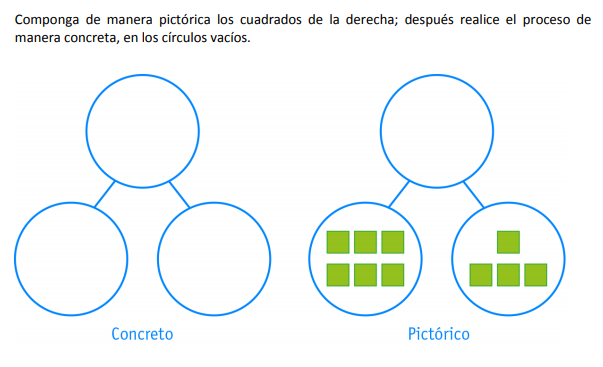 Componga de manera pictórica los cuadrados de la derecha; después realice el proceso de
manera concreta, en los círculos vacíos.
Concreto
Pictórico